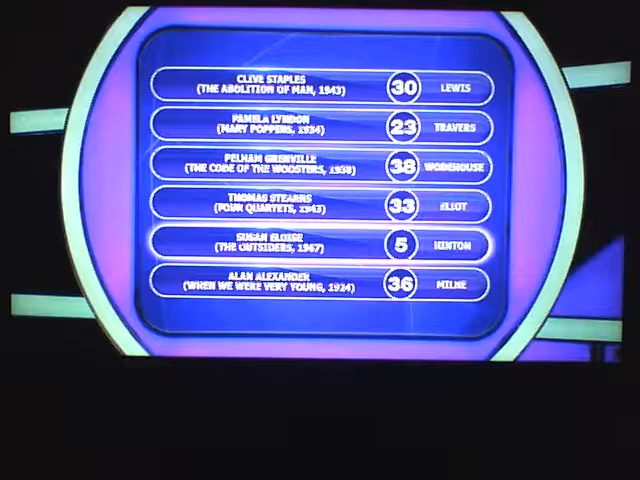 CLIVE STAPLES
(THE ABOLITION OF MAN, 1943)
30
LEWIS
PAMELA LYNDON
(MARY POPPINS, 1934)
23
TRAVERS
PELHAM GRENVILLE
(THE CODE OF THE WOOSTERS, 1938)
38
WODEHOUSE
THOMAS STEARNS
(FOUR QUARTETS, 1943)
33
ELIOT
SUSAN ELOISE
(THE OUTSIDERS, 1967)
5
HINTON
ALAN ALEXANDER
(WHEN WE WERE VERY YOUNG, 1924)
36
MILNE